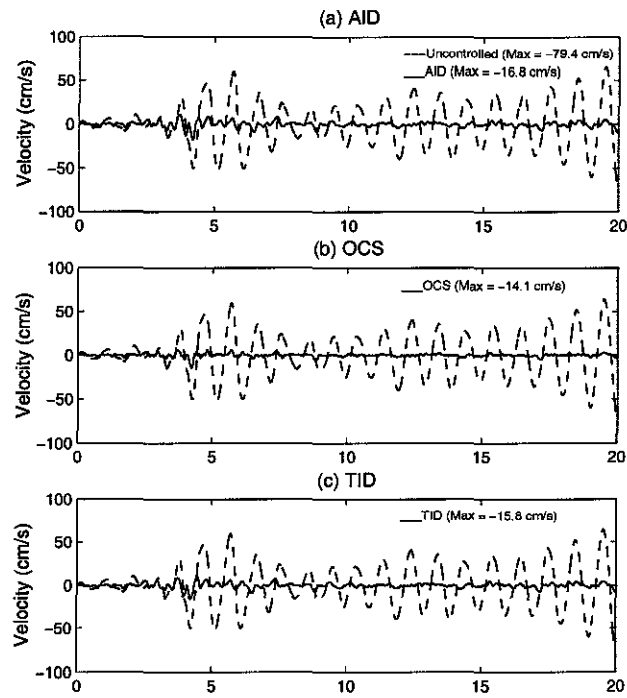 (a) AID
100
Uncontrolled (Max = −79.4 cm/s)
AID (Max = −16.8 cm/s)
50
0
−50
−100
Velocity (cm/s)
0 5 10 15 20
(b) OCS
100
OCS (Max = −14.1 cm/s)
50
0
−50
−100
Velocity (cm/s)
0 5 10 15 20
(c) TID
100
TID (Max = −15.8 cm/s)
50
0
−50
−100
Velocity (cm/s)
0 5 10 15 20